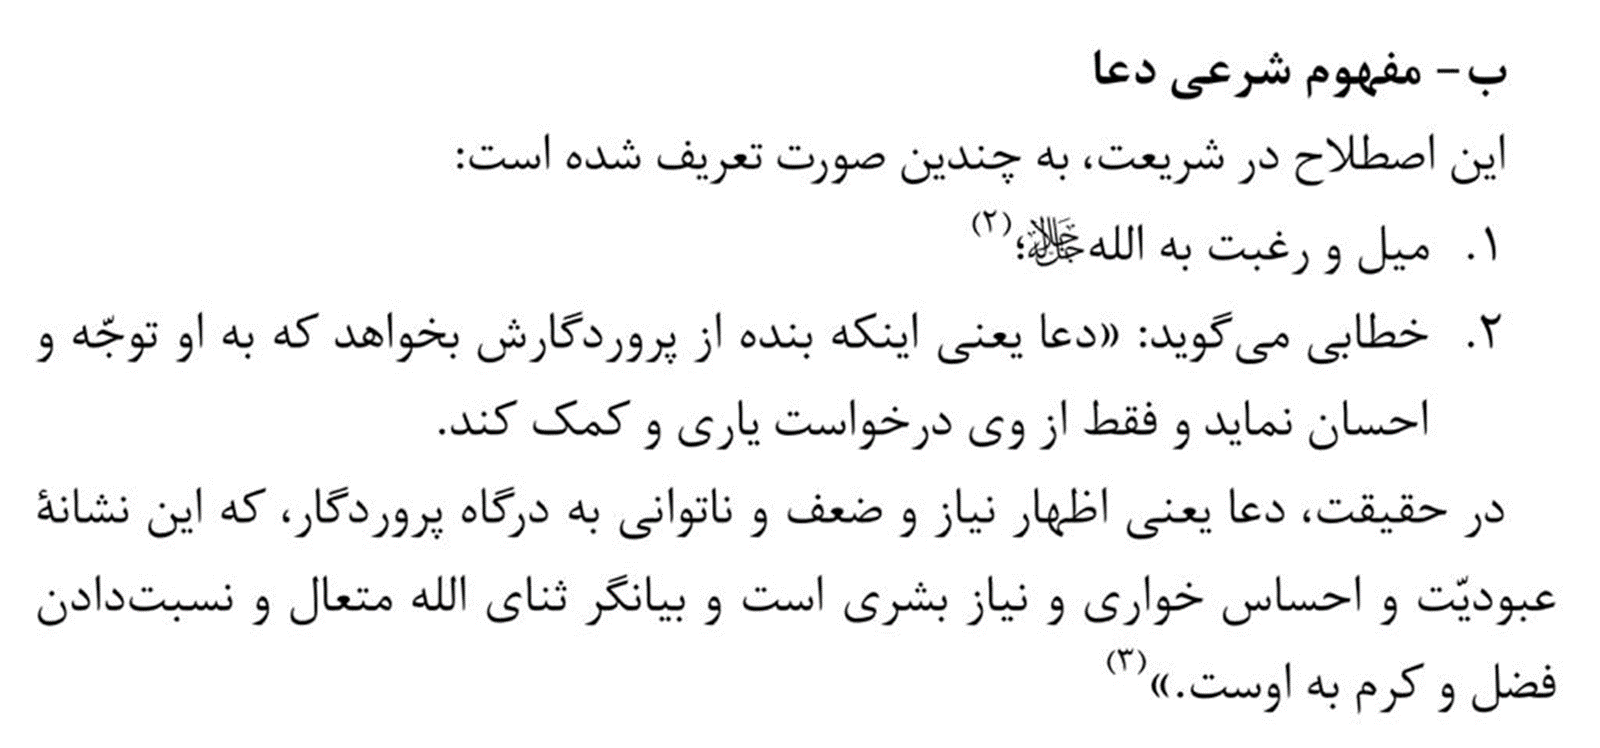 ب- مفهوم شرعی دعا
این اصطلاح در شریعت، به چندین صورت تعریف شده است:
۱. میل و رغبت به الله ﷻ؛(۲)
۲. خطابی می‌گوید: «دعا یعنی اینکه بنده از پروردگارش بخواهد که به او توجّه و
احسان نماید و فقط از وی درخواست یاری و کمک کند.
در حقیقت، دعا یعنی اظهار نیاز و ضعف و ناتوانی به درگاه پروردگار، که این نشانهٔ
عبودیّت و احساس خواری و نیاز بشری است و بیانگر ثنای الله متعال و نسبت‌دادن
فضل و کرم به اوست.»(۳)